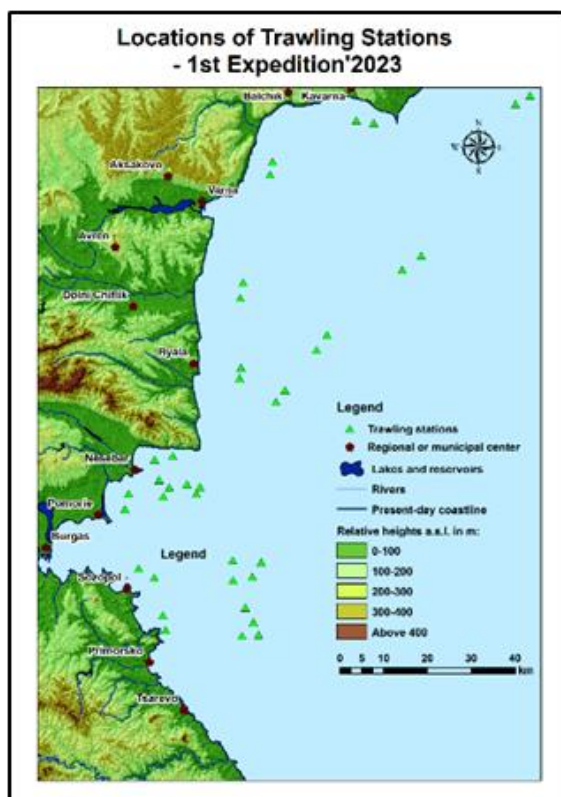 Locations of Trawling Stations
- 1st Expedition'2023
Balchik
Kavarna
N
W
E
S
Aksakovo
Varna
Avren
Dolni Chiflik
Byala
Legend
Trawling stations
Regional or municipal center
Lakes and reservoirs
Rivers
Present-day coastline
Relative heights a.s.l. in m:
0-100
100-200
200-300
300-400
Above 400
0 5 10 20 30 40
km
Nesebar
Pomorie
Burgas
Legend
Sozopol
Primorsko
Tsarevo